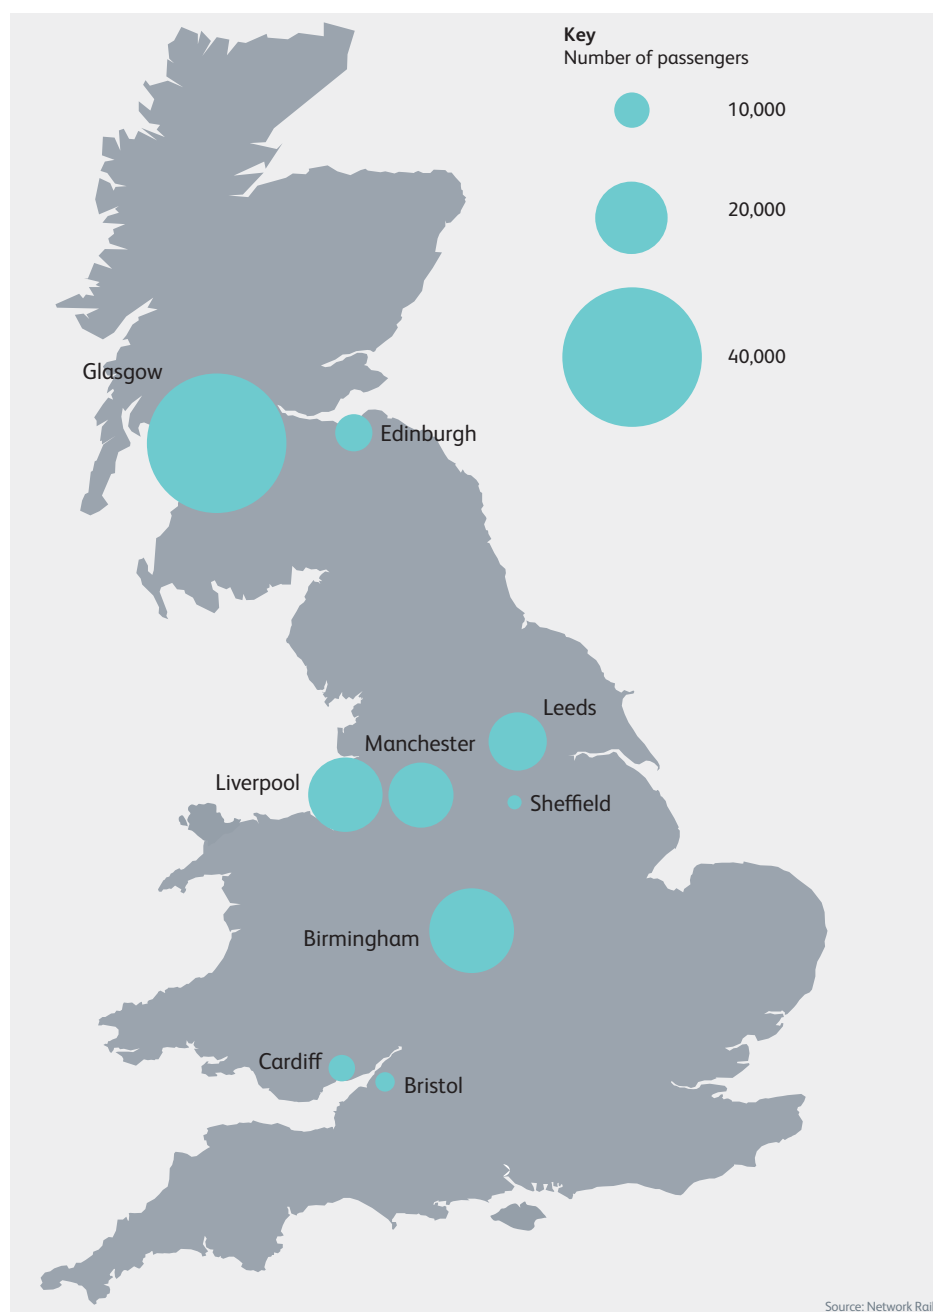 Key
Number of passengers
10,000
20,000
40,000
Glasgow
Edinburgh
Leeds
Manchester
Liverpool
Sheffield
Birmingham
Cardiff
Bristol
Source: Network Rail